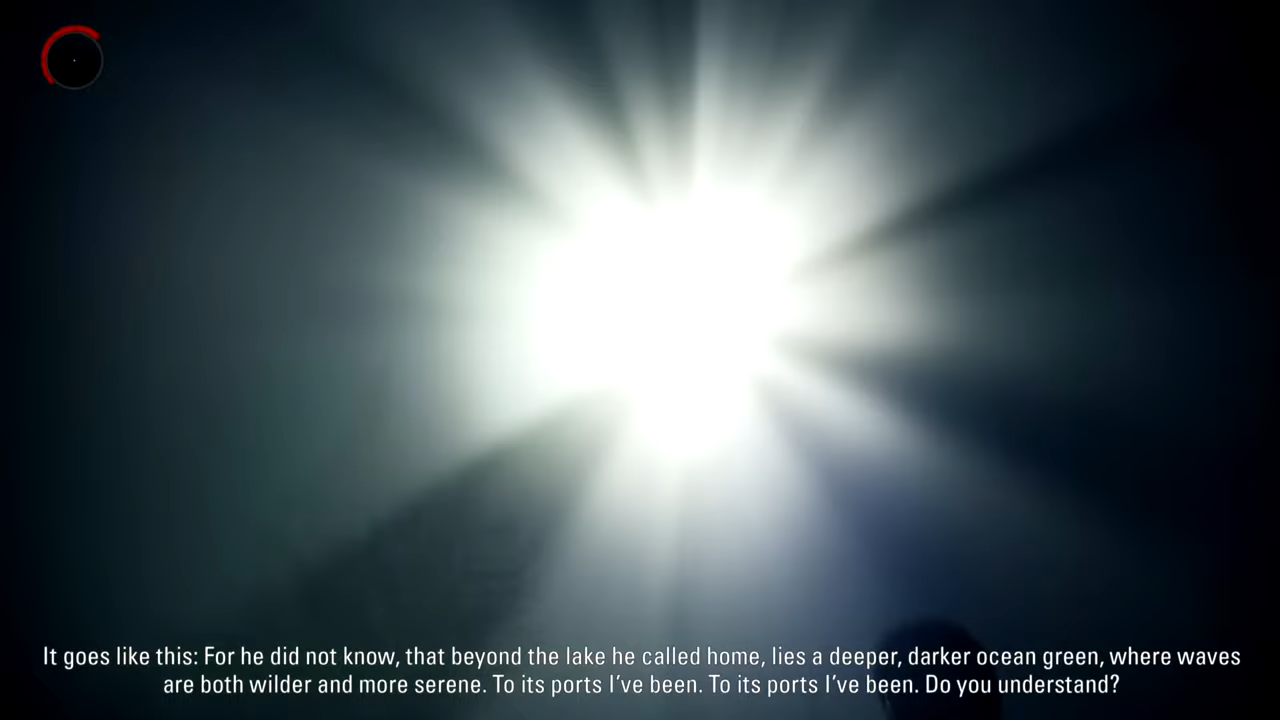 It goes like this: For he did not know, that beyond the lake he called home, lies a deeper, darker ocean green, where waves
are both wilder and more serene. To its ports I've been. To its ports I've been. Do you understand?